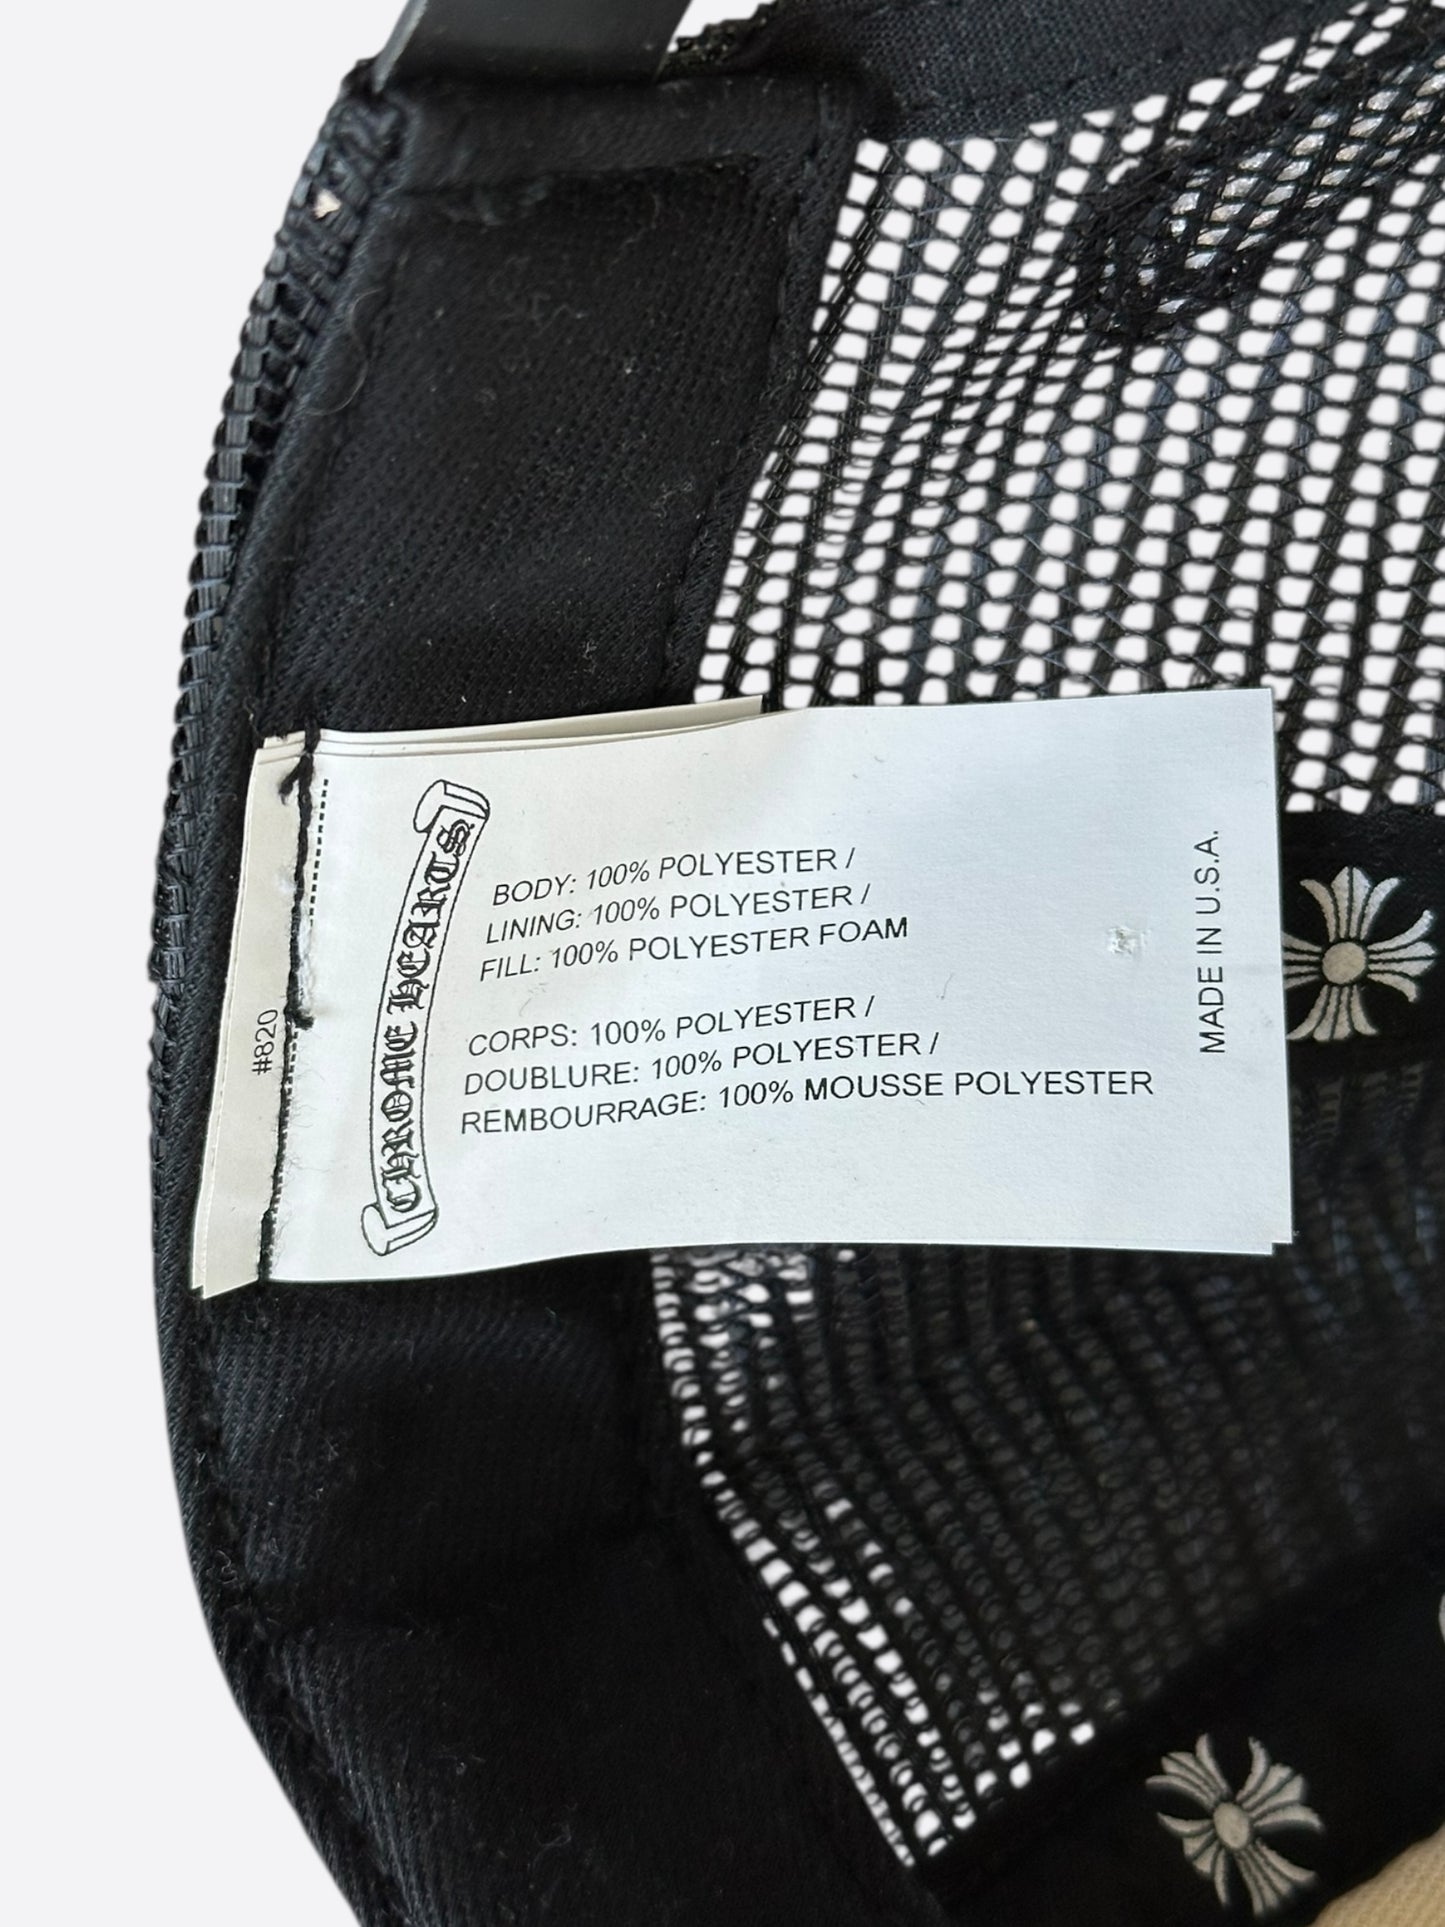 CHROME HEARTS
BODY: 100% POLYESTER /
LINING: 100% POLYESTER /
FILL: 100% POLYESTER FOAM
CORPS: 100% POLYESTER /
DOUBLURE: 100% POLYESTER /
REMBOURRAGE: 100% MOUSSE POLYESTER
MADE IN U.S.A.
#820